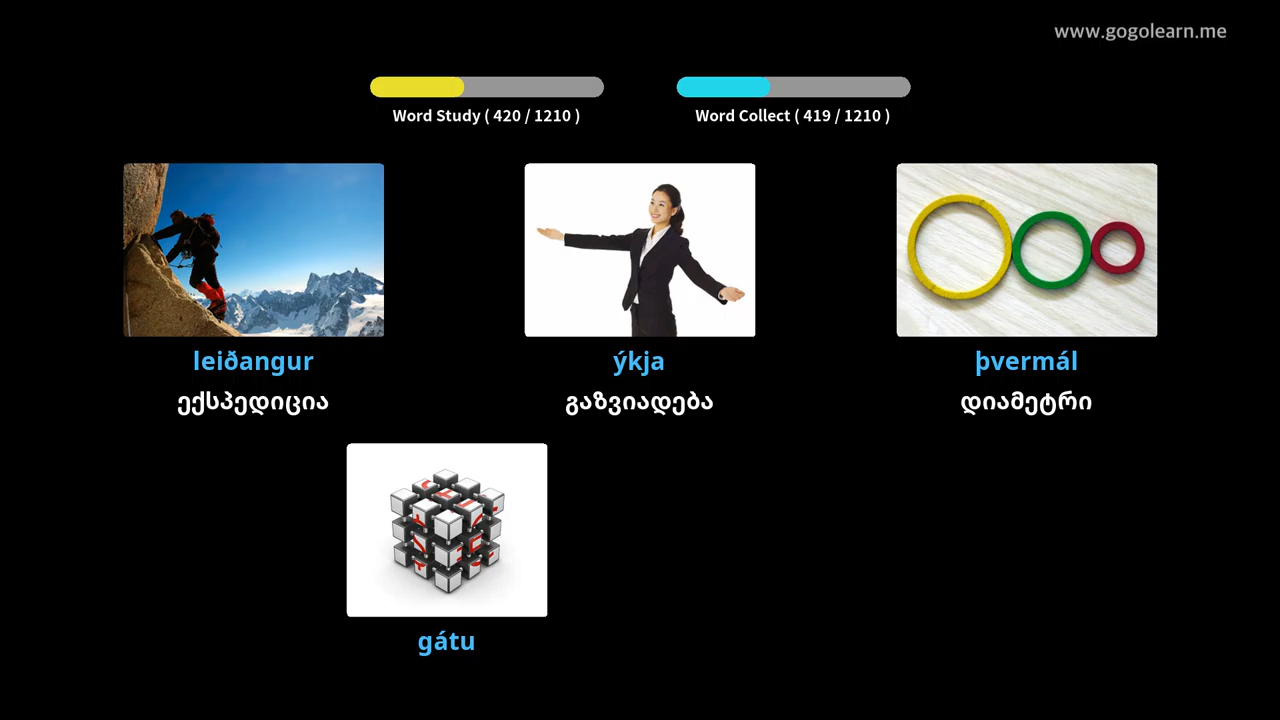 www.gogolearn.me
Word Study ( 420 / 1210 )
Word Collect ( 419 / 1210 )
leiðangur
ýkja
þvermál
ექსპედიცია
გაზვიადება
დიამეტრი
gátu